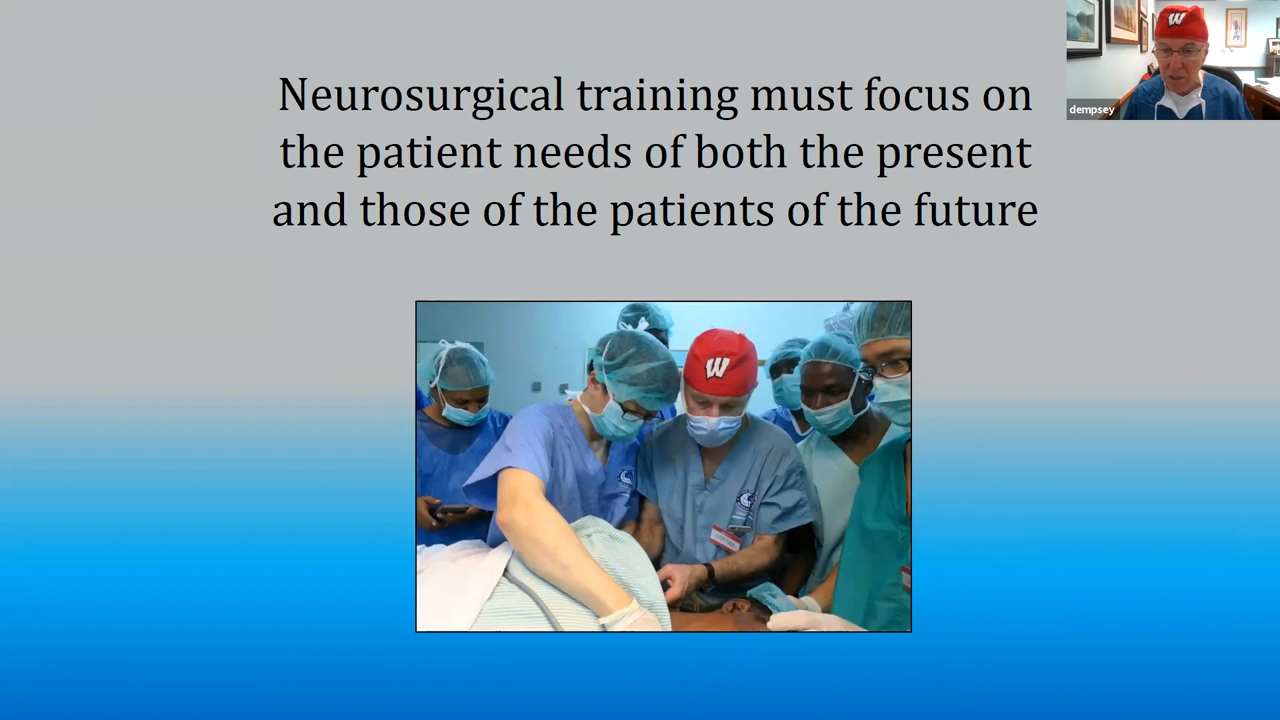 Neurosurgical training must focus on
the patient needs of both the present
and those of the patients of the future
dempsey
W
W